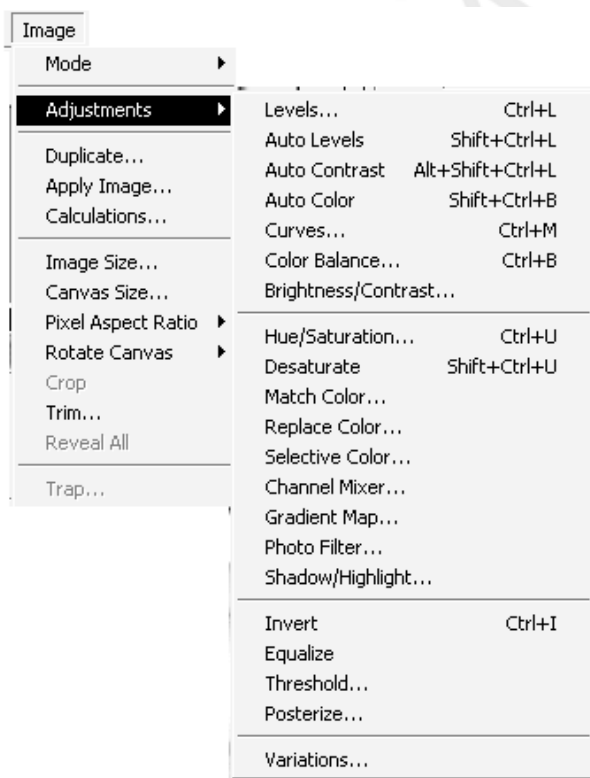 Image
Mode
Adjustments
Duplicate...
Apply Image...
Calculations...
Image Size...
Canvas Size...
Pixel Aspect Ratio
Rotate Canvas
Crop
Trim...
Reveal All
Trap...
Levels... Ctrl+L
Auto Levels Shift+Ctrl+L
Auto Contrast Alt+Shift+Ctrl+L
Auto Color Shift+Ctrl+B
Curves... Ctrl+M
Color Balance... Ctrl+B
Brightness/Contrast...
Hue/Saturation... Ctrl+U
Desaturate Shift+Ctrl+U
Match Color...
Replace Color...
Selective Color...
Channel Mixer...
Gradient Map...
Photo Filter...
Shadow/Highlight...
Invert Ctrl+I
Equalize
Threshold...
Posterize...
Variations...